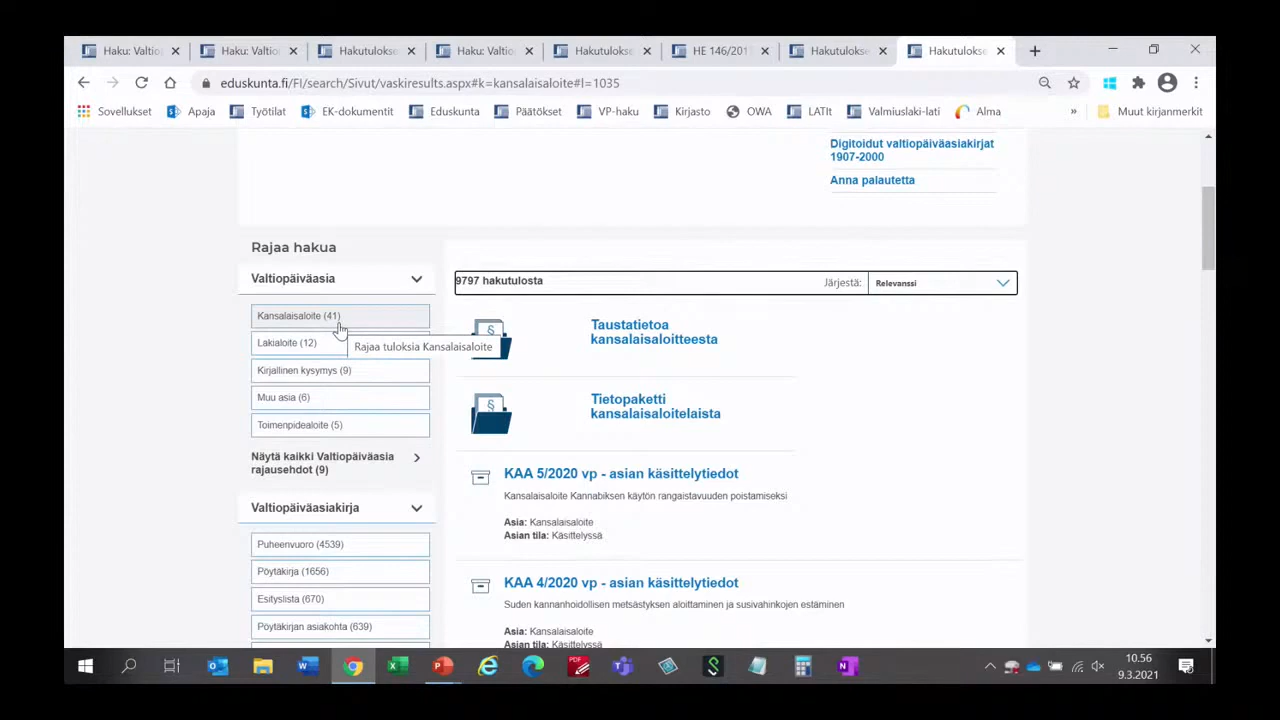 Haku: Valtio
Haku: Valtio
Hakutulokse
Haku: Valtio
Hakutulokse
HE 146/201
Hakutulokse
Hakutulokse
eduskunta.fi/FI/search/Sivut/vaskiresults.aspx#k=kansalaisaloite#l=1035
Sovellukset
Apaja
Työtilat
EK-dokumentit
Eduskunta
Päätökset
VP-haku
Kirjasto
OWA
LATIt
Valmiuslaki-lati
Alma
»
Muut kirjanmerkit
Digitoidut valtiopäiväasiakirjat
1907-2000
Anna palautetta
Rajaa hakua
Valtiopäiväasia
Kansalaisaloite (41)
Rajaa tuloksia Kansalaisaloite
Lakialoite (12)
Kirjallinen kysymys (9)
Muu asia (6)
Toimenpidealoite (5)
Näytä kaikki Valtiopäiväasia
rajausehdot (9)
Valtiopäiväasiakirja
Puheenvuoro (4539)
Pöytäkirja (1656)
Esityslista (670)
Pöytäkirjan asiakohta (639)
9797 hakutulosta
Järjestä:
Relevanssi
Taustatietoa
kansalaisaloitteesta
Tietopaketti
kansalaisaloitelaista
KAA 5/2020 vp - asian käsittelytiedot
Kansalaisaloite Kannabiksen käytön rangaistavuuden poistamiseksi
Asia: Kansalaisaloite
Asian tila: Käsittelyssä
KAA 4/2020 vp - asian käsittelytiedot
Suden kannanhoidollisen metsästyksen aloittaminen ja susivahinkojen estäminen
Asia: Kansalaisaloite
Asian tila: Käsittelyssä
10.56
9.3.2021